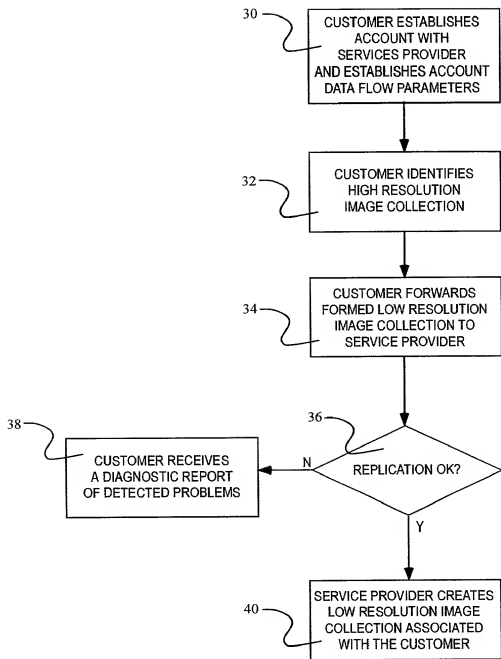 30
CUSTOMER ESTABLISHES
ACCOUNT WITH
SERVICES PROVIDER
AND ESTABLISHES ACCOUNT
DATA FLOW PARAMETERS
32
CUSTOMER IDENTIFIES
HIGH RESOLUTION
IMAGE COLLECTION
34
CUSTOMER FORWARDS
FORMED LOW RESOLUTION
IMAGE COLLECTION TO
SERVICE PROVIDER
36
REPLICATION OK?
N
Y
38
CUSTOMER RECEIVES
A DIAGNOSTIC REPORT
OF DETECTED PROBLEMS
40
SERVICE PROVIDER CREATES
LOW RESOLUTION IMAGE
COLLECTION ASSOCIATED
WITH THE CUSTOMER